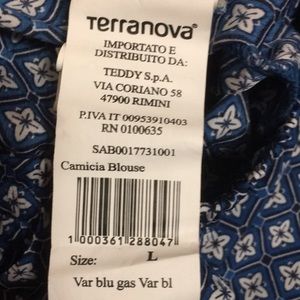 Terranova®
IMPORTATO E
DISTRIBUITO DA:
TEDDY S.p.A.
VIA CORIANO 58
47900 RIMINI
P.IVA IT 00953910403
RN 0100635
SAB0017731001
Camicia Blouse
1 000361 288047
Size: L
Var blu gas Var bl